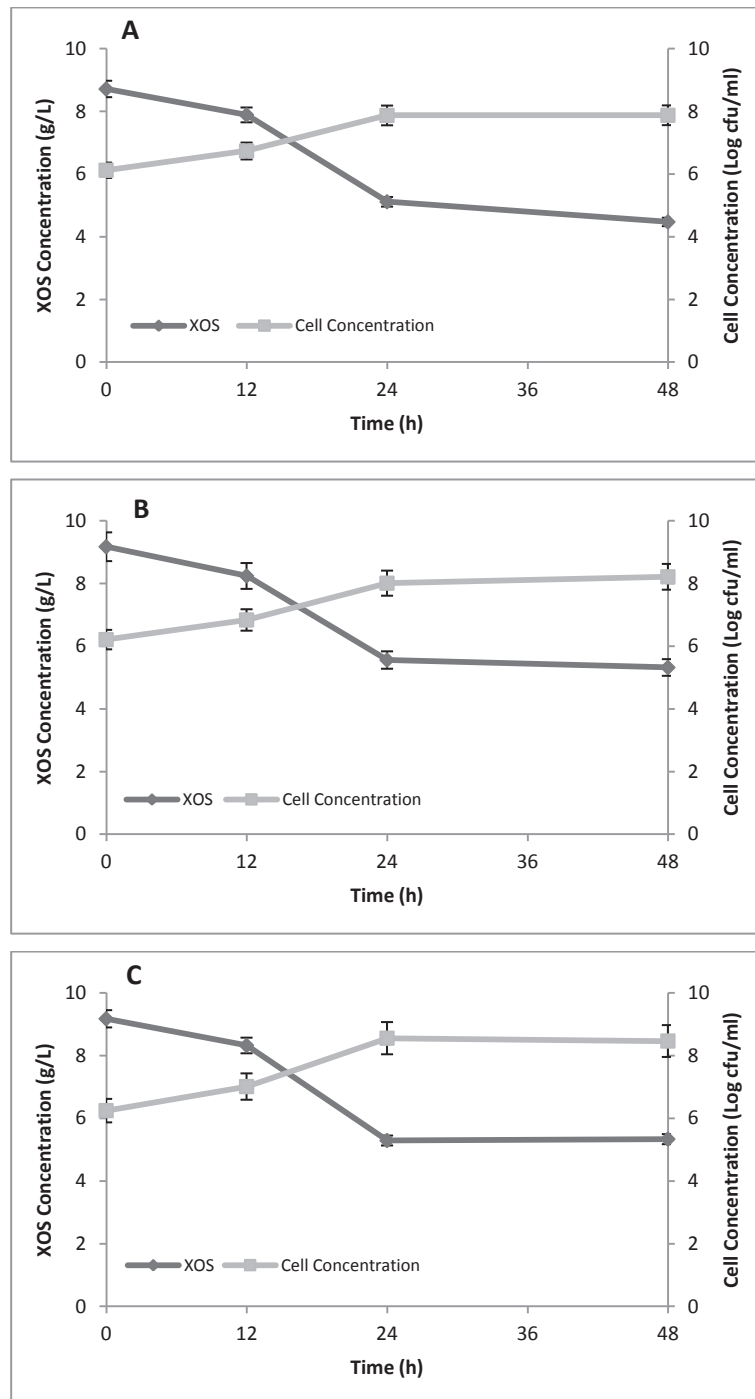 A
XOS Concentration (g/L)
10
8
6
4
2
0
10
8
6
4
2
0
Cell Concentration (Log cfu/ml)
XOS Cell Concentration
0 12 24 36 48
Time (h)
B
XOS Concentration (g/L)
10
8
6
4
2
0
10
8
6
4
2
0
Cell Concentration (Log cfu/ml)
XOS Cell Concentration
0 12 24 36 48
Time (h)
C
XOS Concentration (g/L)
10
8
6
4
2
0
10
8
6
4
2
0
Cell Concentration (Log cfu/ml)
XOS Cell Concentration
0 12 24 36 48
Time (h)